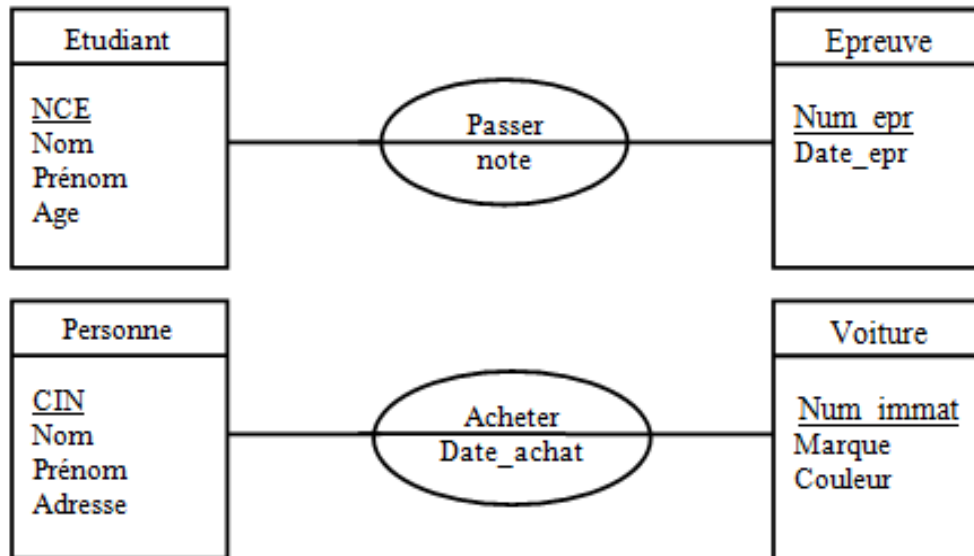 Etudiant
NCE
Nom
Prénom
Age
Passer
note
Epreuve
Num_epr
Date_epr
Personne
CIN
Nom
Prénom
Adresse
Acheter
Date_achat
Voiture
Num_immat
Marque
Couleur